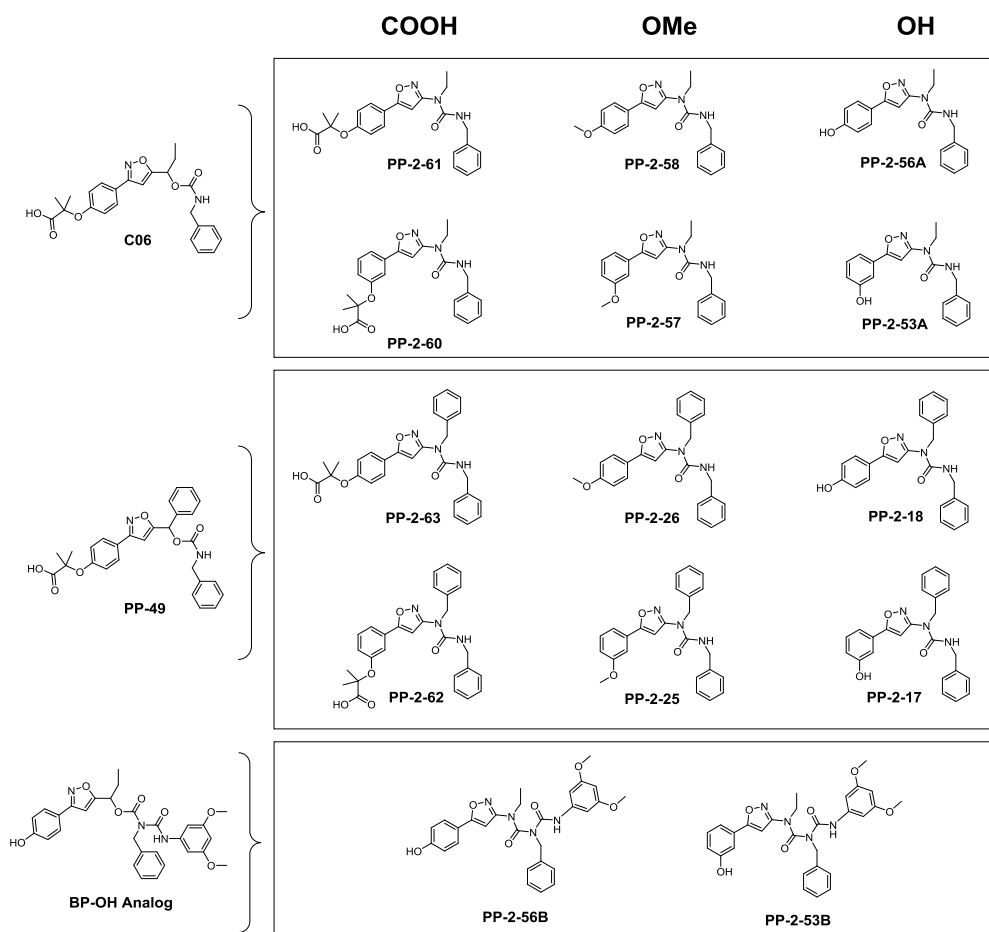 COOH OMe OH
C06
PP-2-61 PP-2-58 PP-2-56A
PP-2-60 PP-2-57 PP-2-53A
PP-49
PP-2-63 PP-2-26 PP-2-18
PP-2-62 PP-2-25 PP-2-17
BP-OH Analog
PP-2-56B PP-2-53B